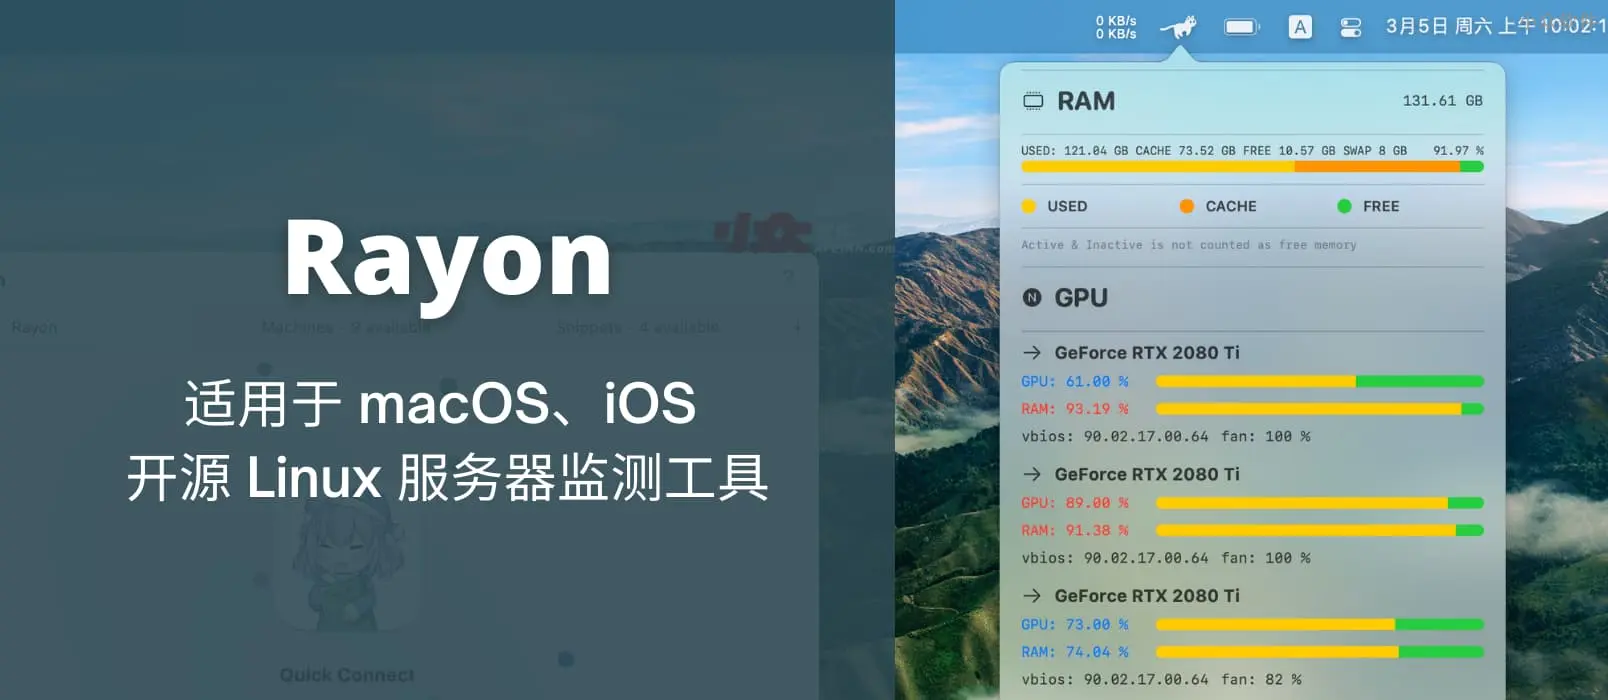 Rayon
适用于 macOS、iOS
开源 Linux 服务器监测工具
Rayon
Machines - 9 available
Snippets - 4 available
Quick Connect
0 KB/s
0 KB/s
A
3月5日 周六 上午 10:02:1
RAM
131.61 GB
USED: 121.04 GB CACHE 73.52 GB FREE 10.57 GB SWAP 8 GB 91.97 %
USED CACHE FREE
Active & Inactive is not counted as free memory
N GPU
GeForce RTX 2080 Ti
GPU: 61.00 %
RAM: 93.19 %
vbios: 90.02.17.00.64 fan: 100 %
GeForce RTX 2080 Ti
GPU: 89.00 %
RAM: 91.38 %
vbios: 90.02.17.00.64 fan: 100 %
GeForce RTX 2080 Ti
GPU: 73.00 %
RAM: 74.04 %
vbios: 90.02.17.00.64 fan: 82 %